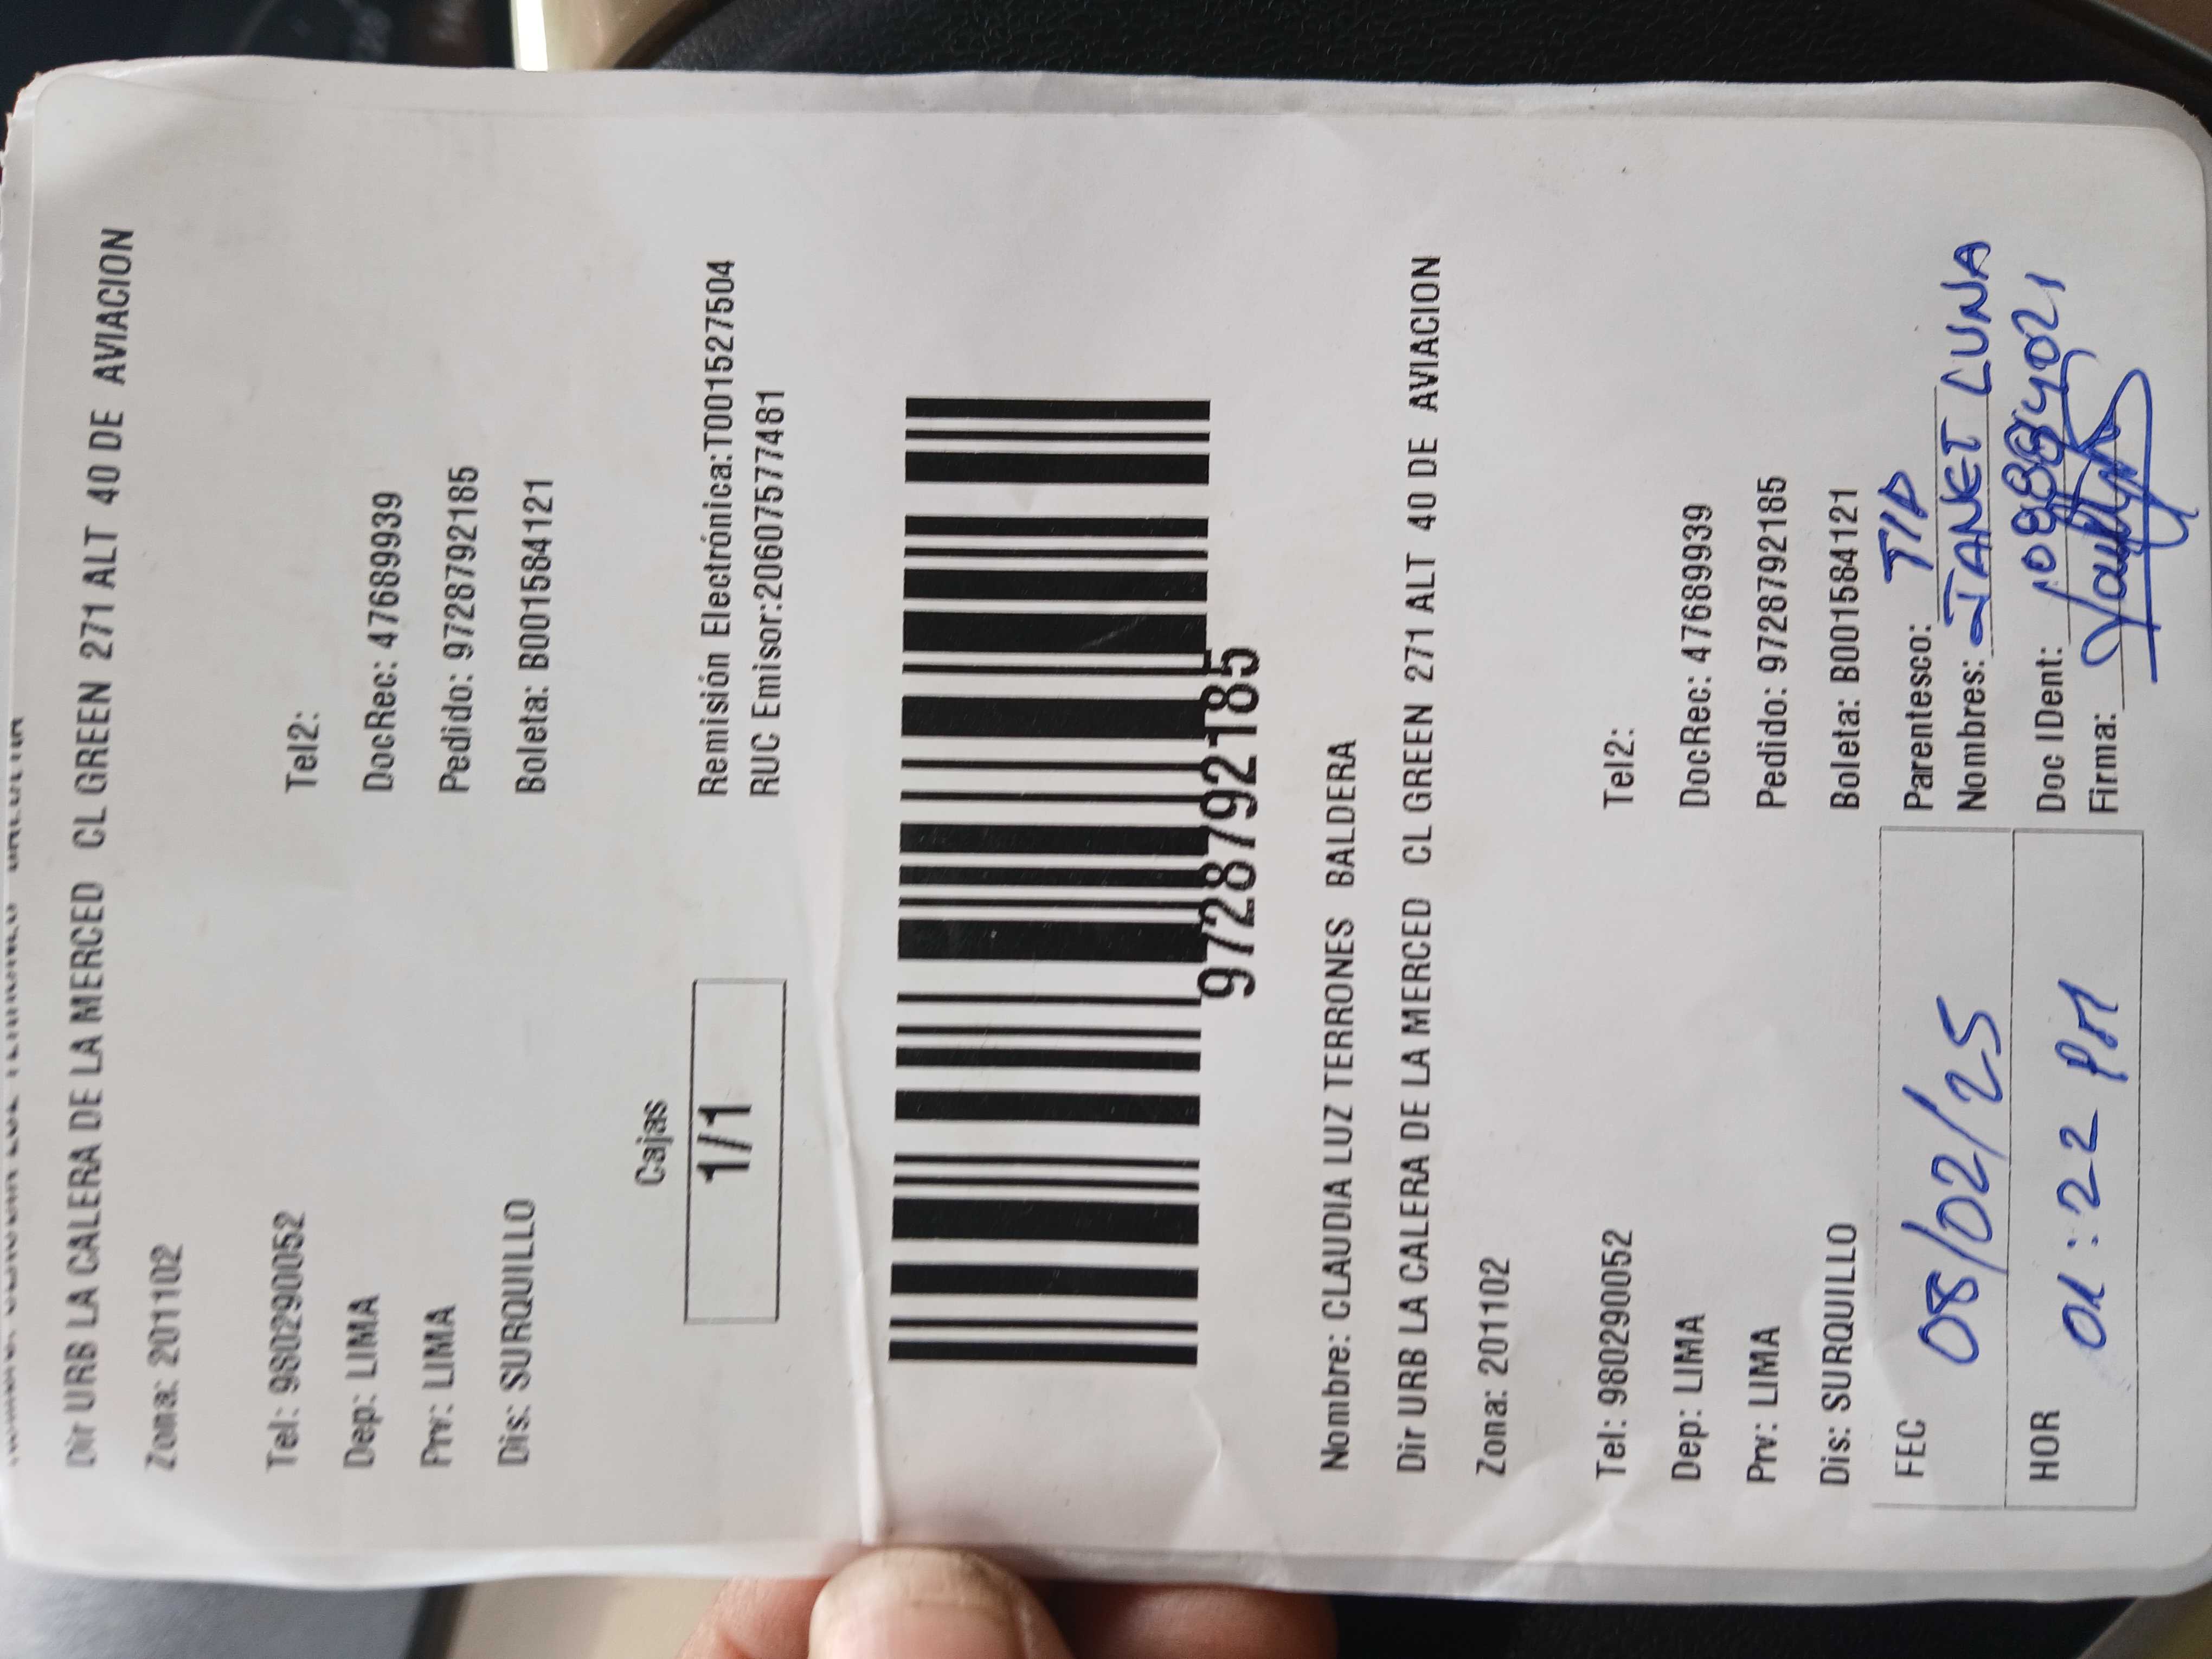 Dir URB LA CALERA DE LA MERCED CL GREEN 271 ALT 40 DE AVIACION
Zona: 201102
Tel: 980290052 Tel2:
Dep: LIMA DocRec: 47689939
Prv: LIMA Pedido: 9728792185
Dis: SURQUILLO Boleta: B001584121
Cajas
1/1
Remisión Electrónica:T001527504
RUC Emisor:20607577481
9728792185
Nombre: CLAUDIA LUZ TERRONES BALDERA
Dir URB LA CALERA DE LA MERCED CL GREEN 271 ALT 40 DE AVIACION
Zona: 201102
Tel: 980290052 Tel2:
Dep: LIMA DocRec: 47689939
Prv: LIMA Pedido: 9728792185
Dis: SURQUILLO Boleta: B001584121
FEC 08/02/25
HOR 01:22 PM
Parentesco: TIA
Nombres: JANET LUNA
Doc IDent:
Firma: